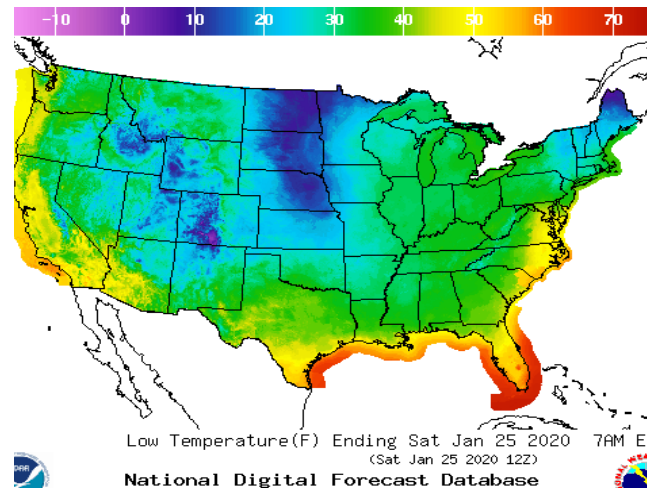 -10 0 10 20 30 40 50 60 70
Low Temperature(F) Ending Sat Jan 25 2020 7AM E
(Sat Jan 25 2020 12Z)
National Digital Forecast Database